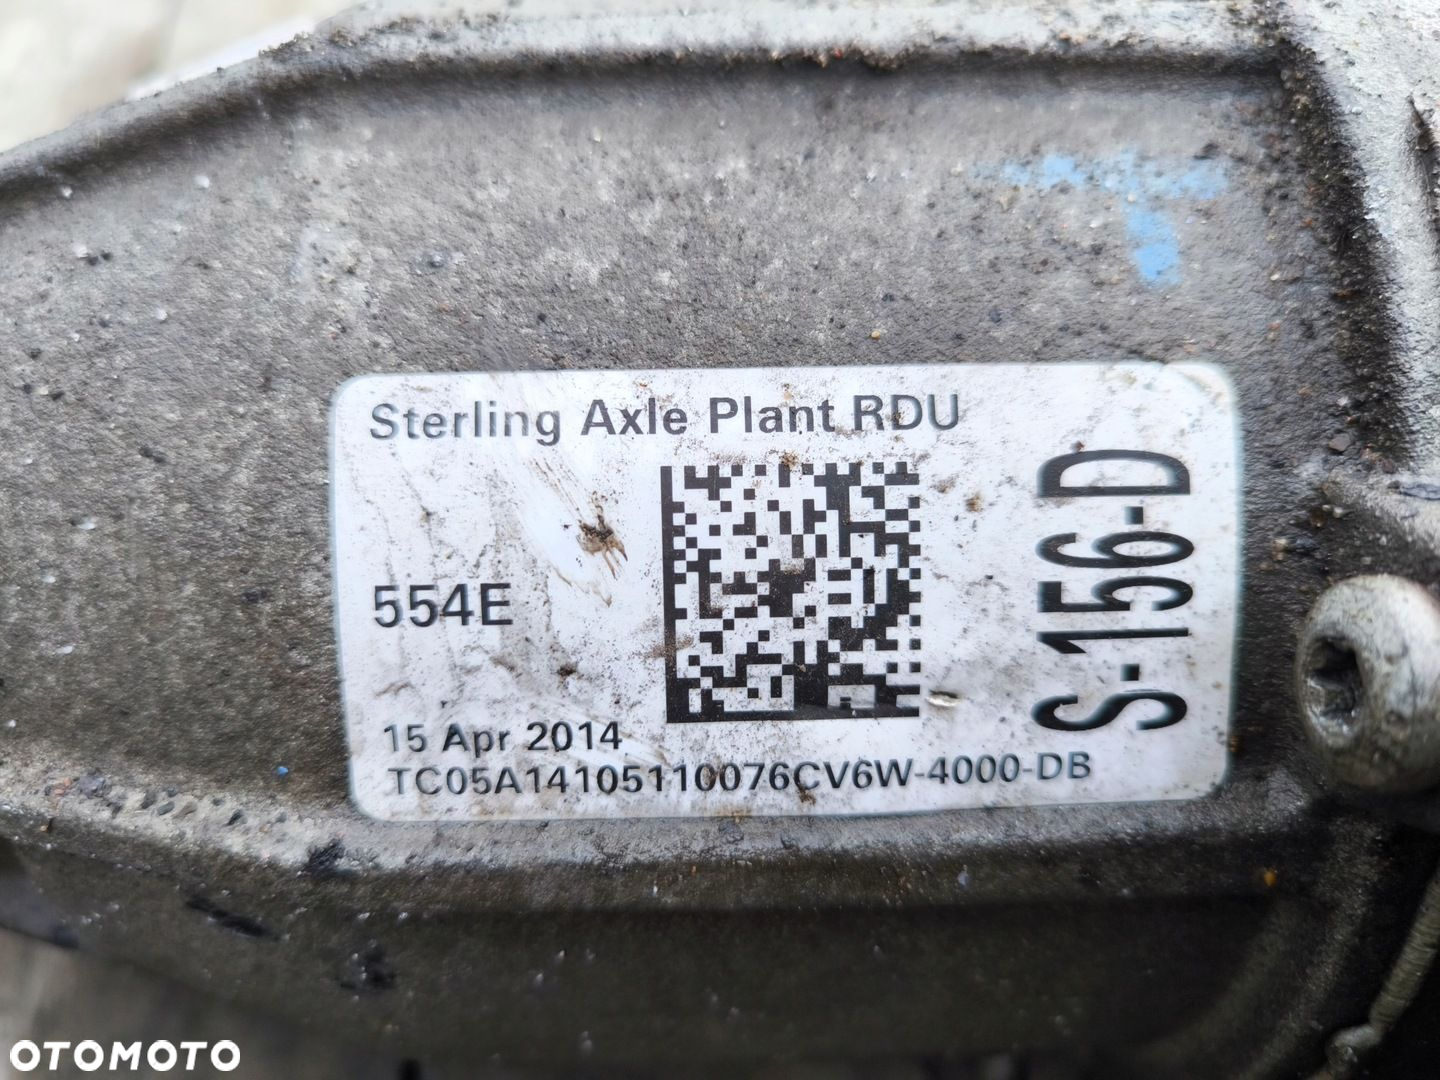 Sterling Axle Plant RDU
554E
S-156-D
15 Apr 2014
TC05A14105110076CV6W-4000-DB
T
OTOMOTO